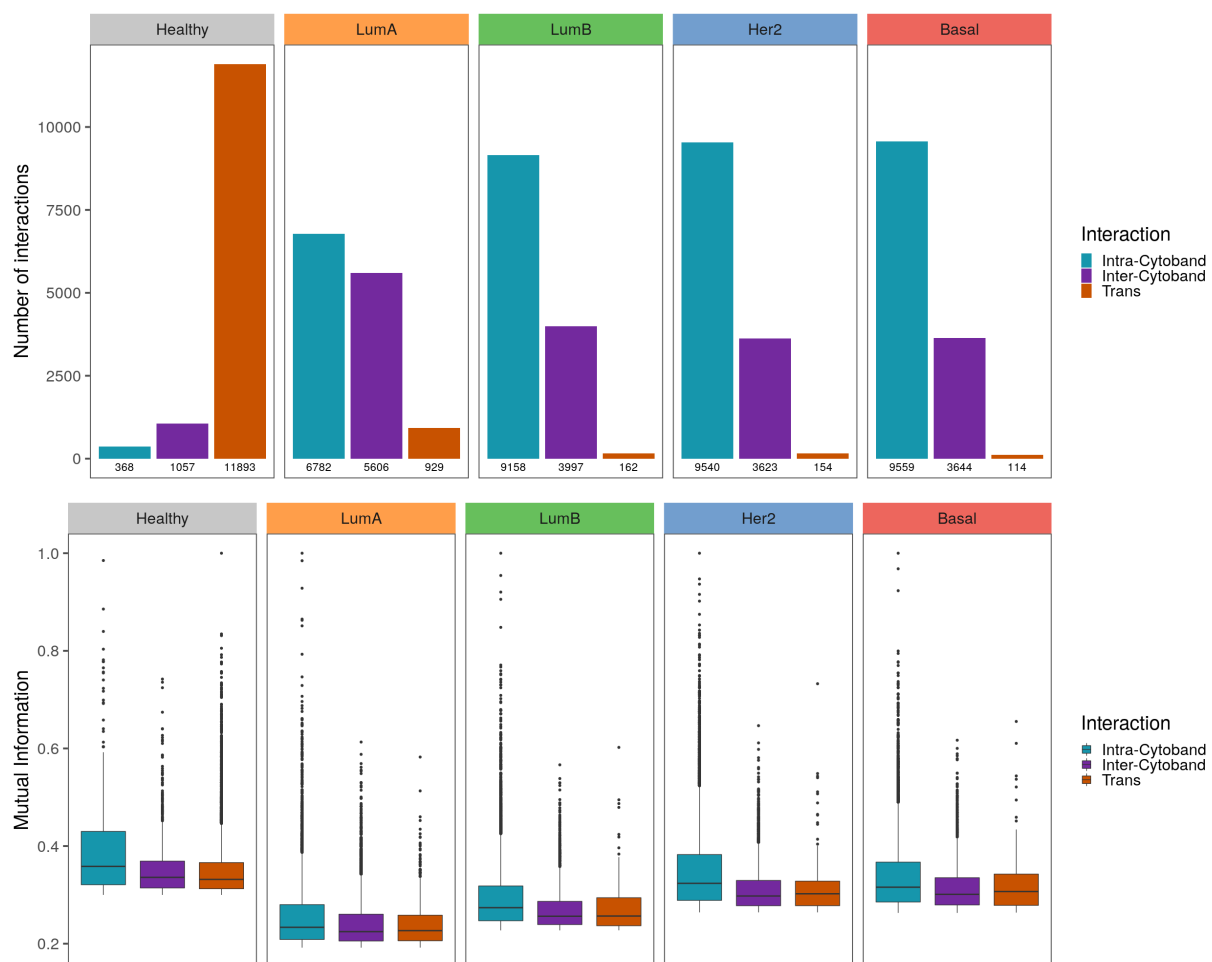 Healthy LumA LumB Her2 Basal
Number of interactions
10000
7500
5000
2500
0
368 1057 11893 6782 5606 929 9158 3997 162 9540 3623 154 9559 3644 114
Interaction
Intra-Cytoband
Inter-Cytoband
Trans
Healthy LumA LumB Her2 Basal
Mutual Information
1.0
0.8
0.6
0.4
0.2
Interaction
Intra-Cytoband
Inter-Cytoband
Trans